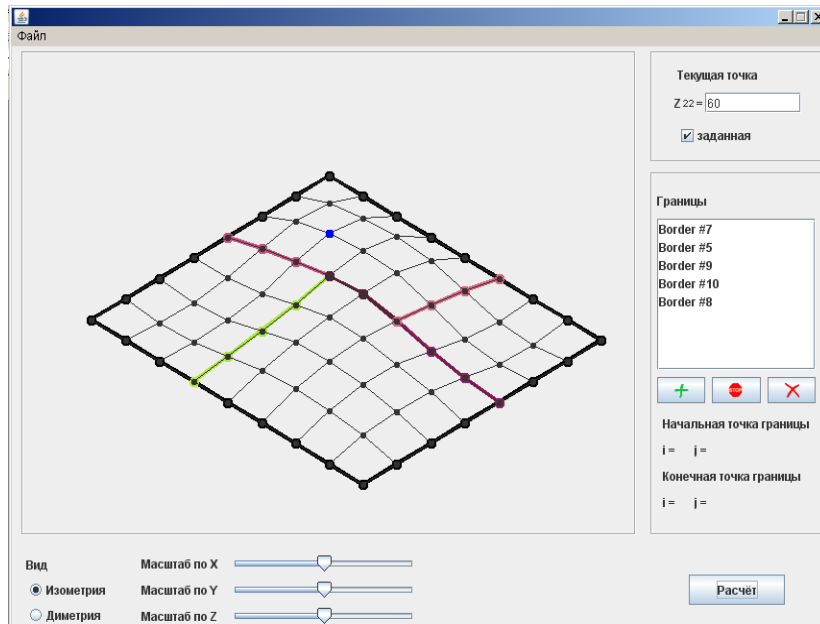 Файл
Текущая точка
Z 22 = 60
заданная
Границы
Border #7
Border #5
Border #9
Border #10
Border #8
STOP
Начальная точка границы
i = j =
Конечная точка границы
i = j =
Вид
Изометрия
Диметрия
Масштаб по X
Масштаб по Y
Масштаб по Z
Расчёт